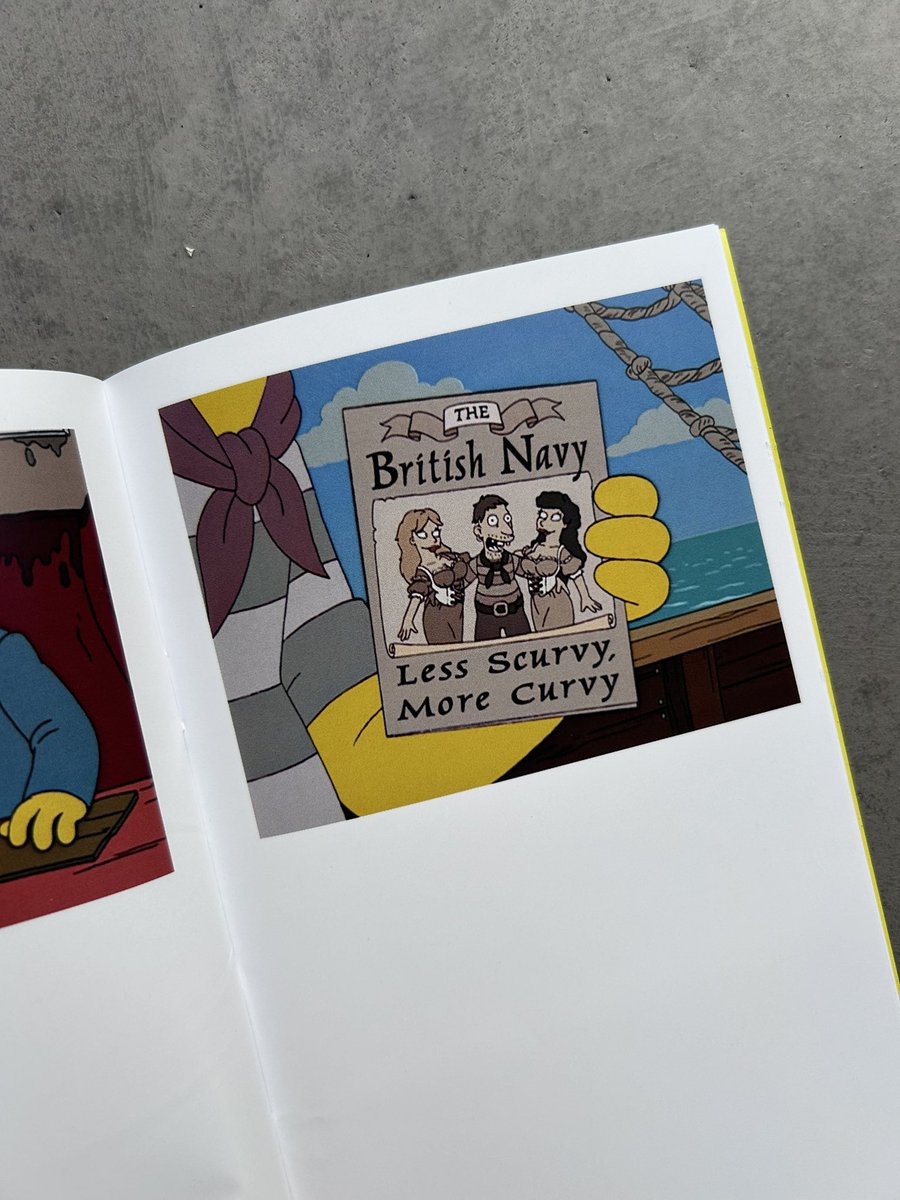 THE
British Navy
Less Scurvy,
More Curvy